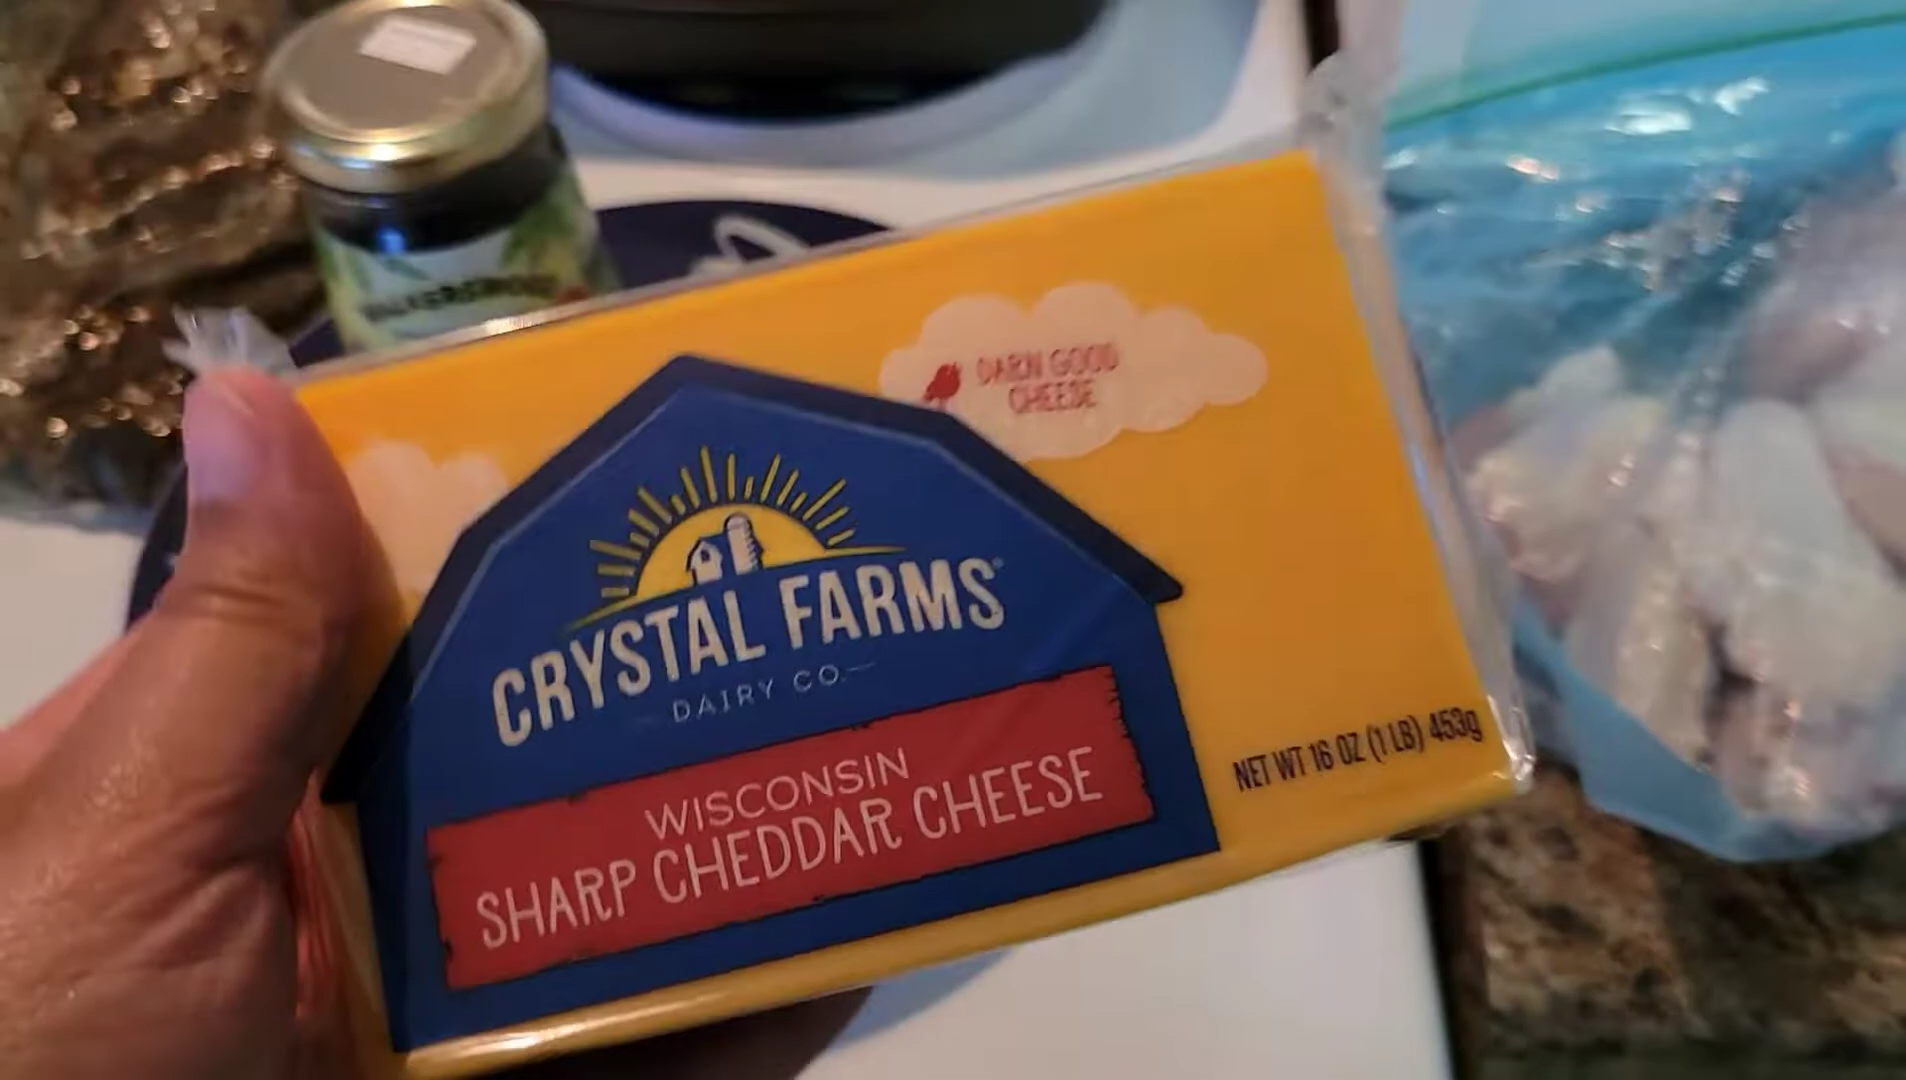 DARN GOOD
CHEESE
CRYSTAL FARMS®
DAIRY CO.
WISCONSIN
SHARP CHEDDAR CHEESE
NET WT 16 OZ (1 LB) 453g